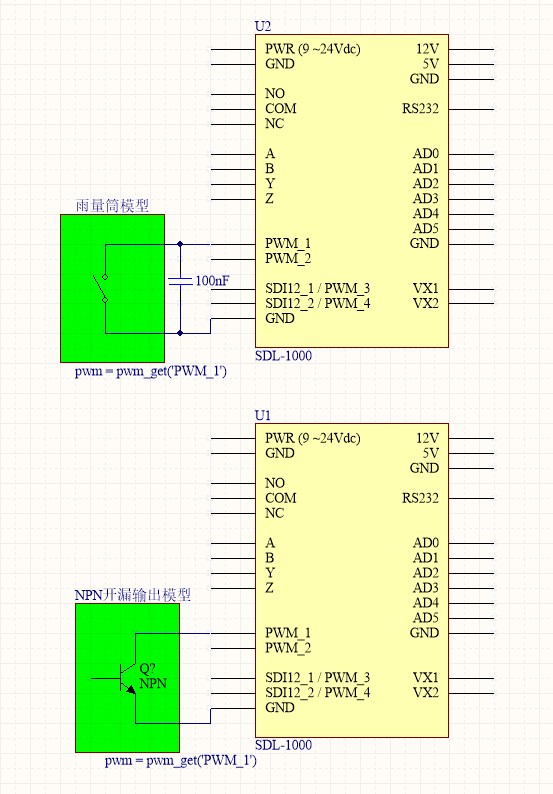 U2
PWR (9 ~24Vdc) 12V
GND 5V
GND
NO
COM RS232
NC
A AD0
B AD1
Y AD2
Z AD3
AD4
AD5
雨量筒模型
PWM_1 GND
PWM_2
100nF
SDI12_1 / PWM_3 VX1
SDI12_2 / PWM_4 VX2
GND
SDL-1000
pwm = pwm_get('PWM_1')
U1
PWR (9 ~24Vdc) 12V
GND 5V
GND
NO
COM RS232
NC
A AD0
B AD1
Y AD2
Z AD3
AD4
AD5
NPN开漏输出模型
PWM_1 GND
PWM_2
Q?
NPN
SDI12_1 / PWM_3 VX1
SDI12_2 / PWM_4 VX2
GND
SDL-1000
pwm = pwm_get('PWM_1')